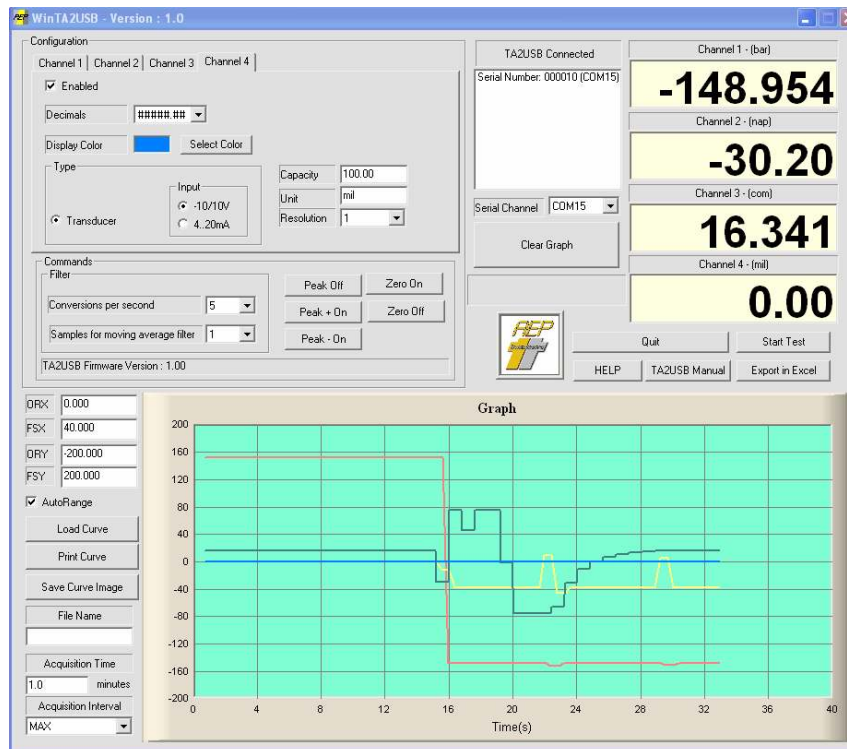 WinTA2USB - Version : 1.0
Configuration
Channel 1
Channel 2
Channel 3
Channel 4
Enabled
Decimals
#####.##
Display Color
Select Color
Type
Transducer
Input
-10/10V
4..20mA
Capacity
100.00
Unit
mil
Resolution
1
Commands
Filter
Conversions per second
5
Samples for moving average filter
1
Peak Off
Zero On
Peak + On
Zero Off
Peak - On
TA2USB Firmware Version : 1.00
TA2USB Connected
Serial Number: 000010 (COM15)
Serial Channel
COM15
Clear Graph
Channel 1 - (bar)
-148.954
Channel 2 - (nap)
-30.20
Channel 3 - (com)
16.341
Channel 4 - (mil)
0.00
AEP
Quit
Start Test
HELP
TA2USB Manual
Export in Excel
ORX
0.000
FSX
40.000
ORY
-200.000
FSY
200.000
AutoRange
Load Curve
Print Curve
Save Curve Image
File Name
Acquisition Time
1.0
minutes
Acquisition Interval
MAX
Graph
200
160
120
80
40
0
-40
-80
-120
-160
-200
0 4 8 12 16 20 24 28 32 36 40
Time(s)